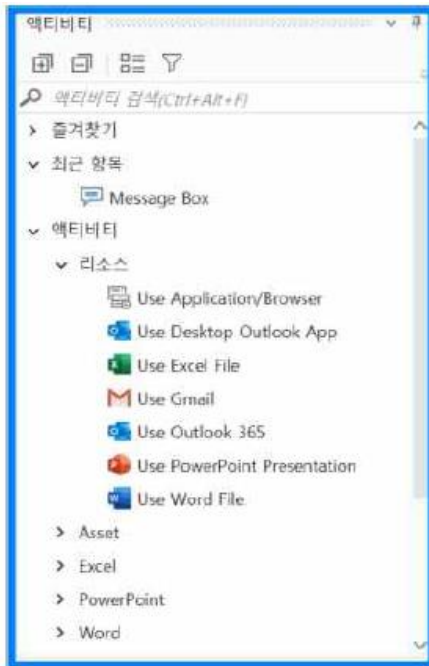 액티비티
액티비티 검색(Ctrl+Alt+F)
즐겨찾기
최근 항목
Message Box
액티비티
리소스
Use Application/Browser
Use Desktop Outlook App
Use Excel File
Use Gmail
Use Outlook 365
Use PowerPoint Presentation
Use Word File
Asset
Excel
PowerPoint
Word